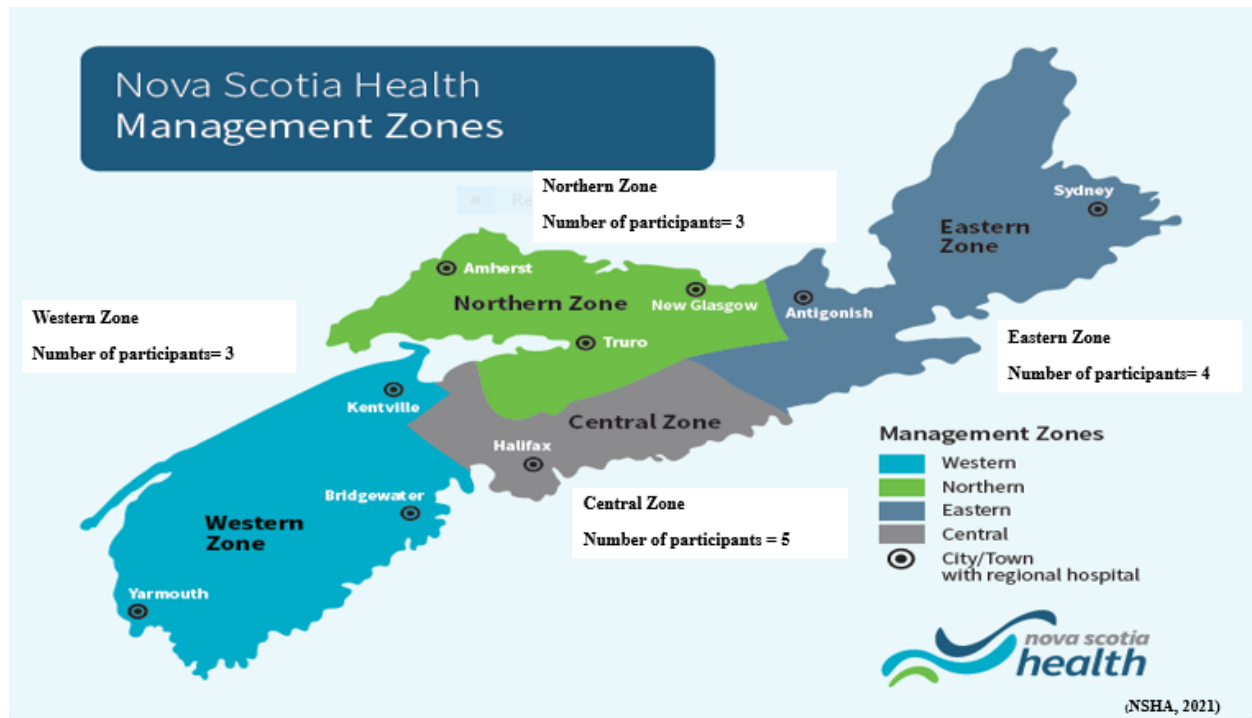 Nova Scotia Health
Management Zones
Northern Zone
Number of participants= 3
Sydney
Eastern
Zone
Amherst
Northern Zone
New Glasgow
Antigonish
Truro
Western Zone
Number of participants= 3
Eastern Zone
Number of participants= 4
Kentville
Central Zone
Halifax
Bridgewater
Western
Zone
Yarmouth
Central Zone
Number of participants = 5
Management Zones
Western
Northern
Eastern
Central
City/Town
with regional hospital
nova scotia
health
(NSHA, 2021)